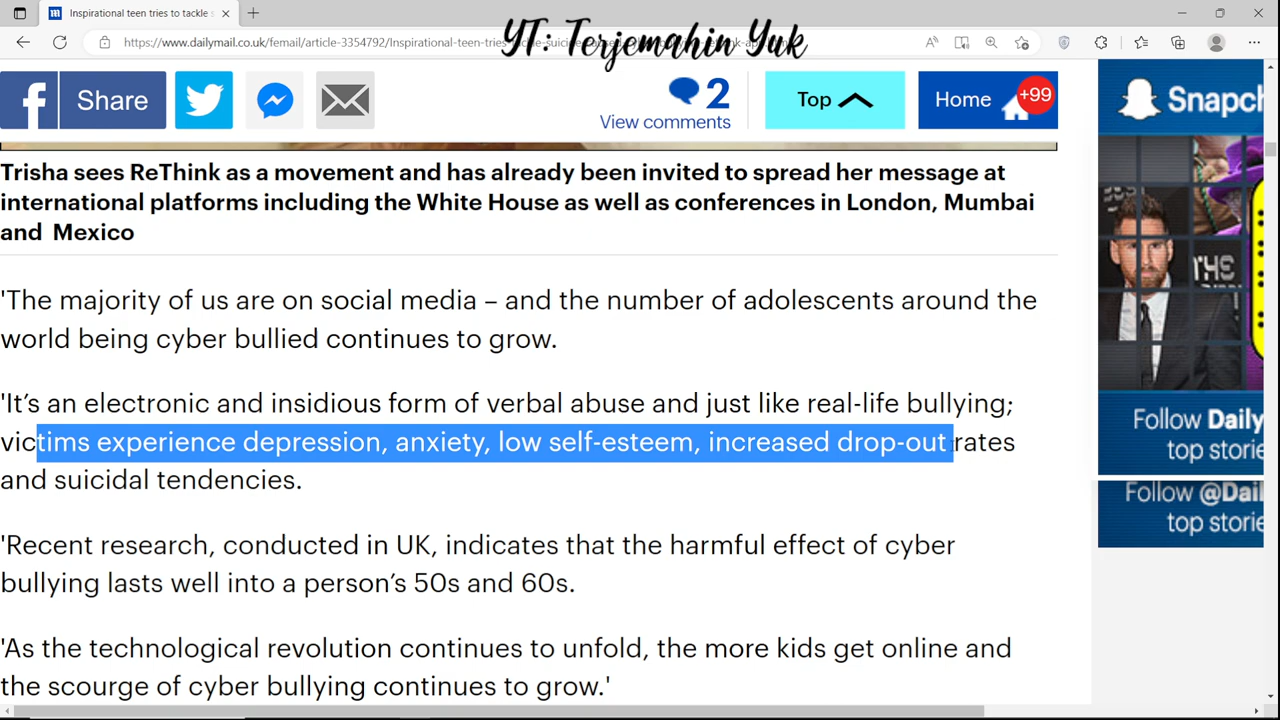 Inspirational teen tries to tackle
YT: Terjemahin Yuk
https://www.dailymail.co.uk/femail/article-3354792/Inspirational-teen-tries-
Share
2
View comments
Top
Home
+99
Snapch
Trisha sees ReThink as a movement and has already been invited to spread her message at
international platforms including the White House as well as conferences in London, Mumbai
and Mexico
THE
'The majority of us are on social media – and the number of adolescents around the
world being cyber bullied continues to grow.
'It's an electronic and insidious form of verbal abuse and just like real-life bullying;
victims experience depression, anxiety, low self-esteem, increased drop-out rates
and suicidal tendencies.
Follow Daily
top storie
Follow @Dail
top storie
'Recent research, conducted in UK, indicates that the harmful effect of cyber
bullying lasts well into a person's 50s and 60s.
'As the technological revolution continues to unfold, the more kids get online and
the scourge of cyber bullying continues to grow.'